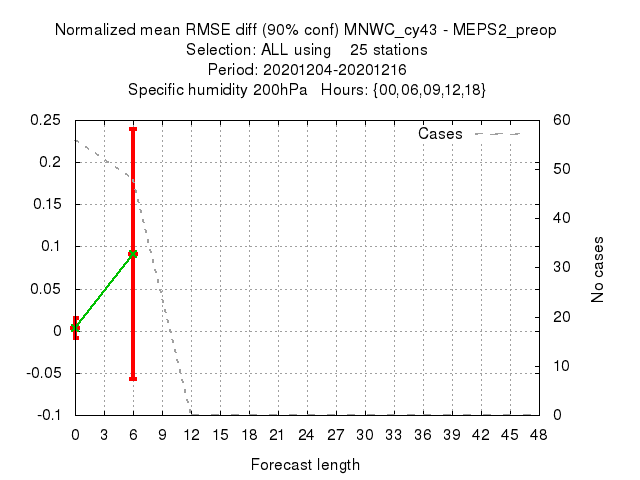 Normalized mean RMSE diff (90% conf) MNWC_cy43 - MEPS2_preop
Selection: ALL using 25 stations
Period: 20201204-20201216
Specific humidity 200hPa Hours: {00,06,09,12,18}
Cases
0.25
0.2
0.15
0.1
0.05
0
-0.05
-0.1
60
50
40
30
20
10
0
No cases
0 3 6 9 12 15 18 21 24 27 30 33 36 39 42 45 48
Forecast length